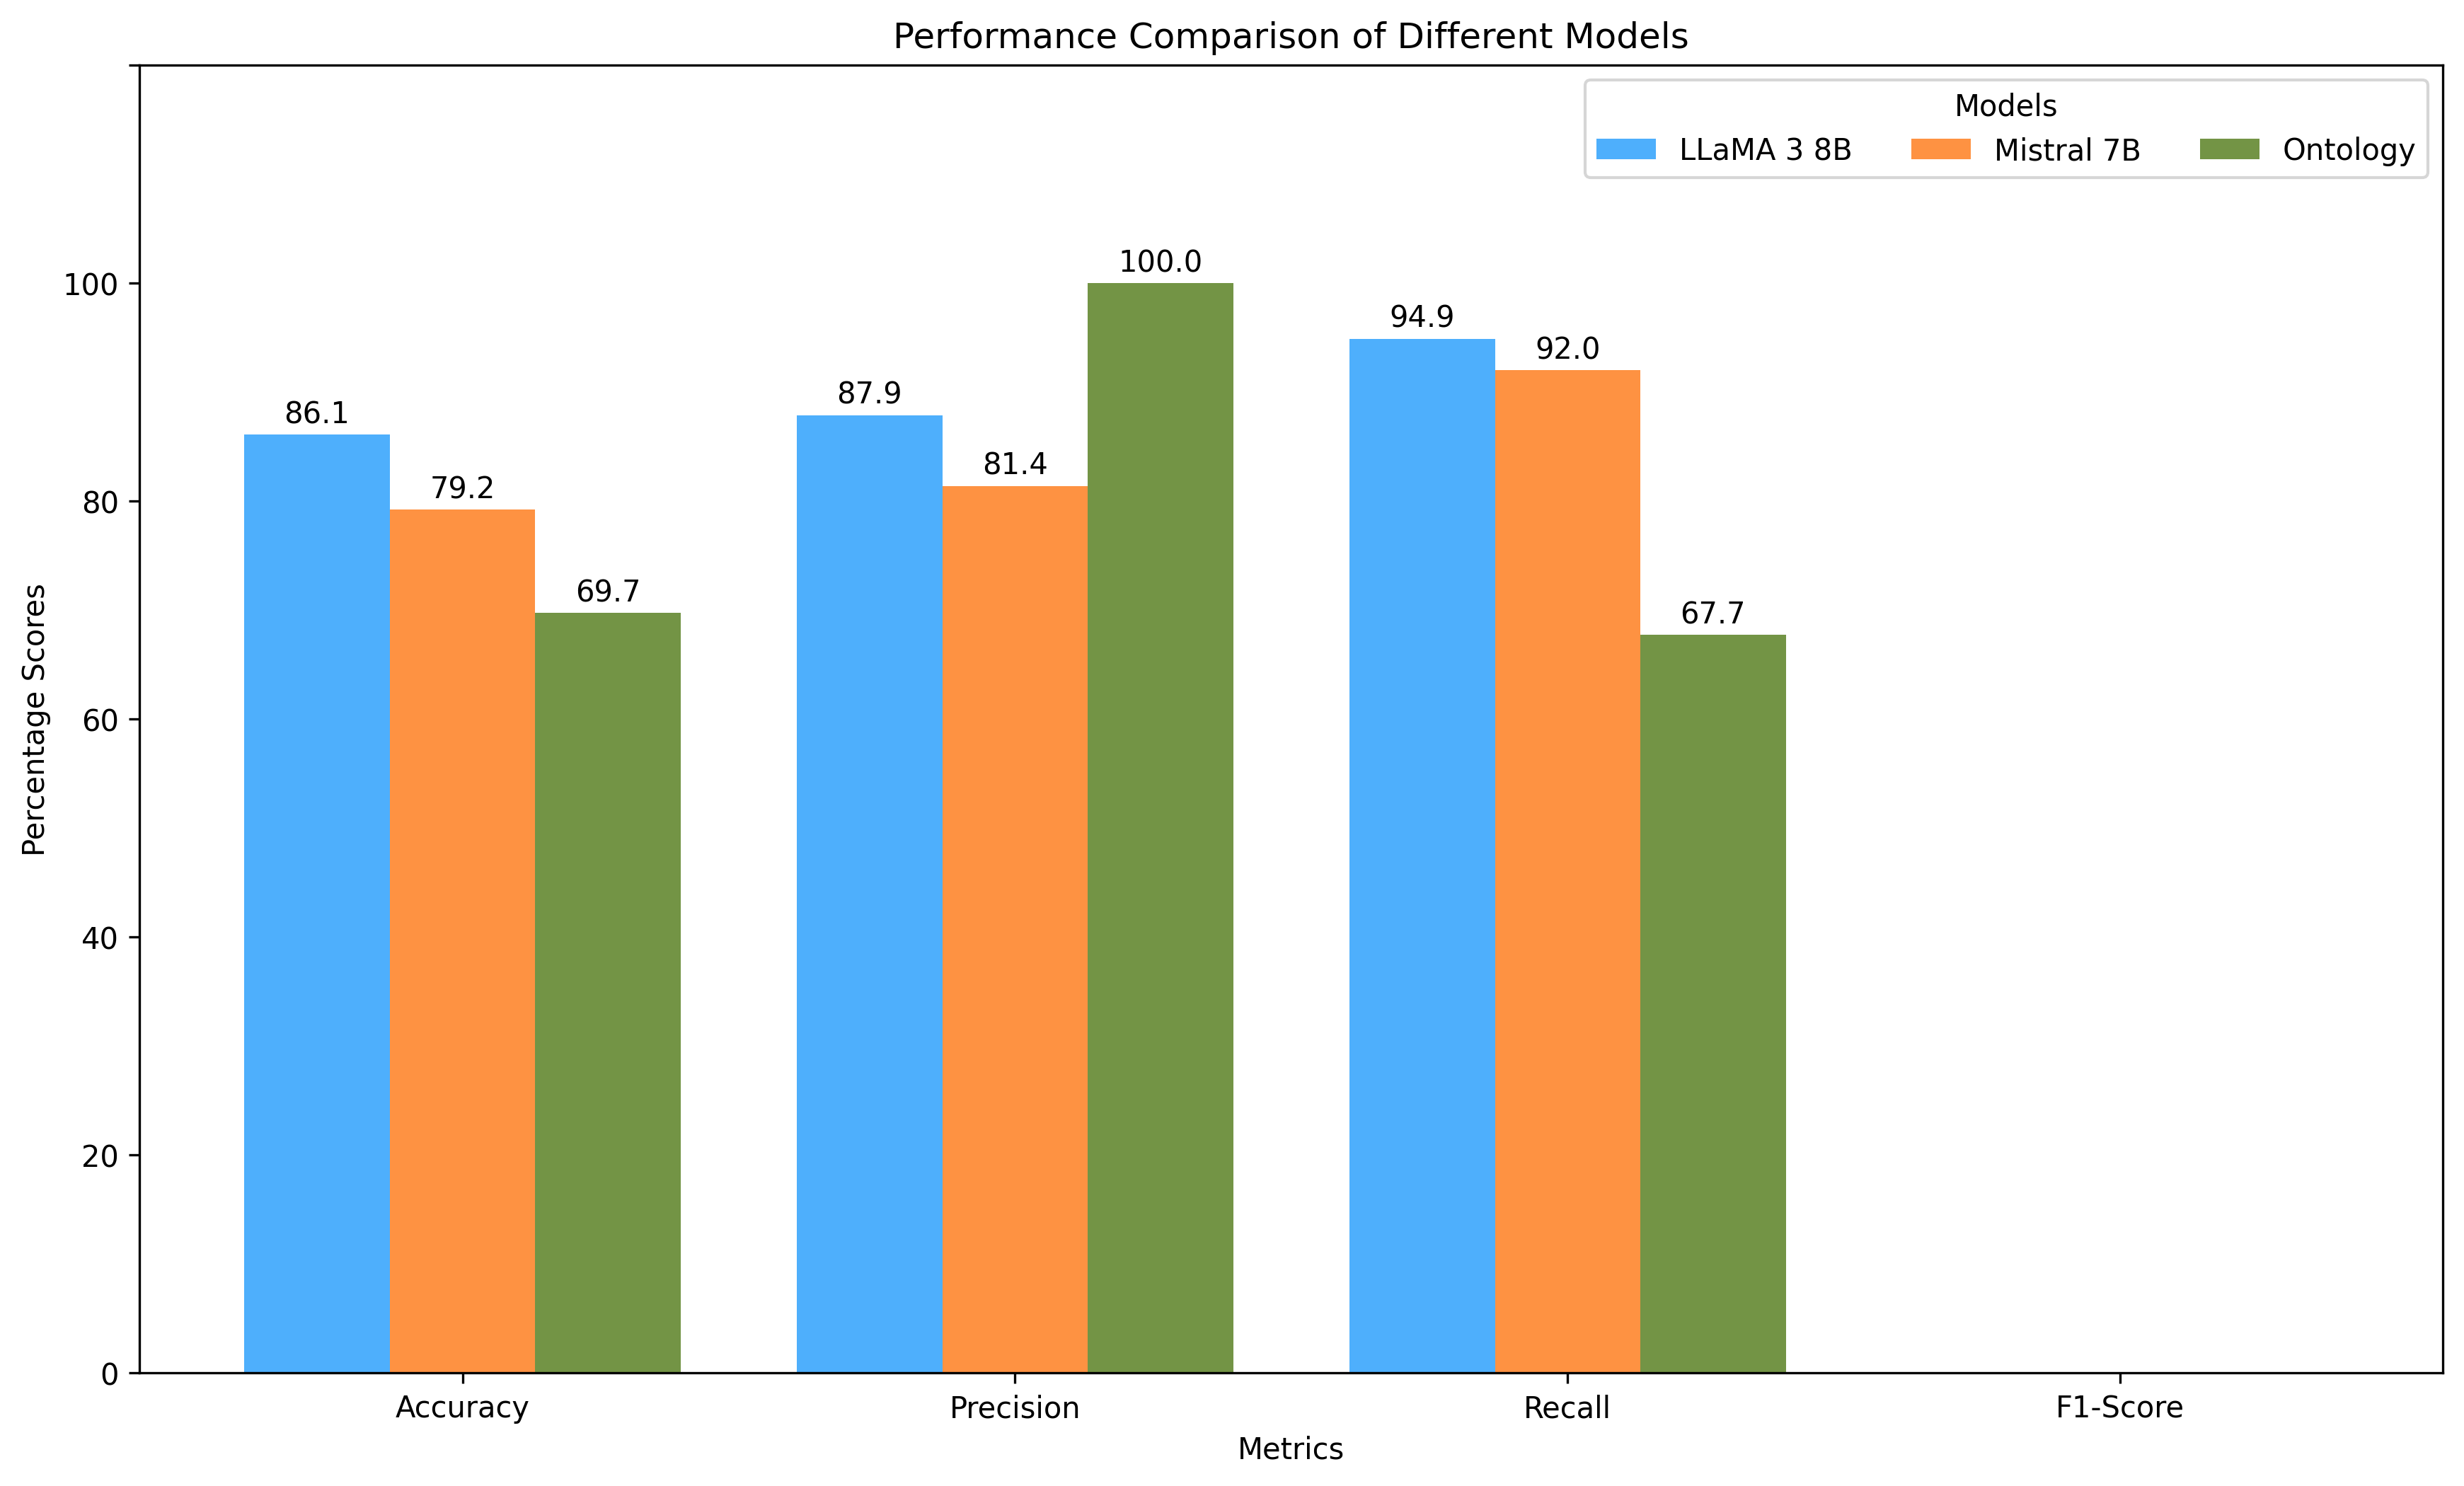 Performance Comparison of Different Models
Models
LLaMA 3 8B Mistral 7B Ontology
Percentage Scores
100
80
60
40
20
0
86.1
79.2
69.7
87.9
81.4
100.0
94.9
92.0
67.7
Accuracy Precision Recall F1-Score
Metrics